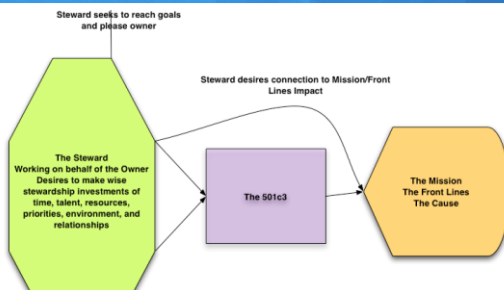 Steward seeks to reach goals
and please owner
Steward desires connection to Mission/Front
Lines Impact
The Steward
Working on behalf of the Owner
Desires to make wise
stewardship investments of
time, talent, resources,
priorities, environment, and
relationships
The 501c3
The Mission
The Front Lines
The Cause